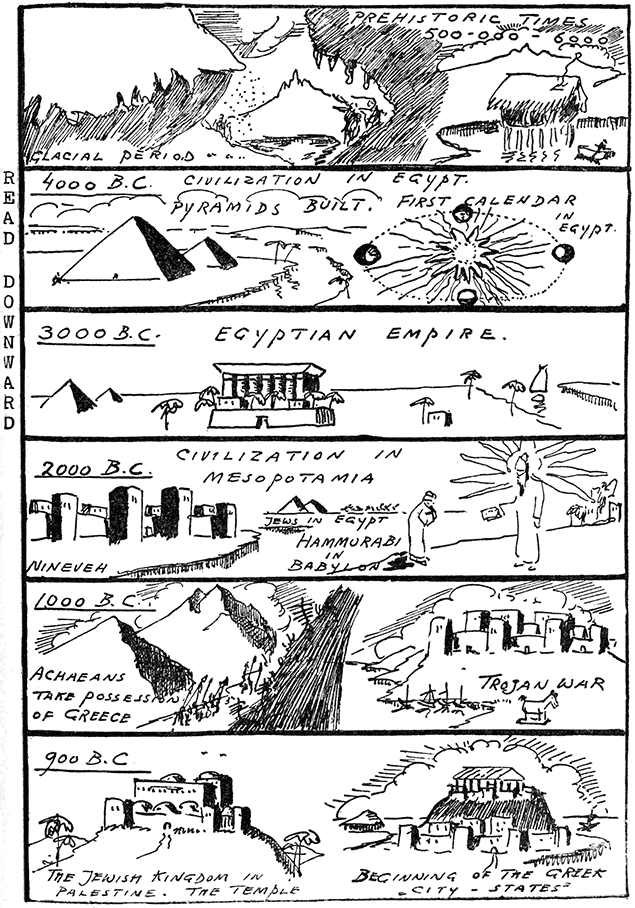 PREHISTORIC TIMES
500-000 - 6000
GLACIAL PERIOD
READ DOWNWARD
4000 B.C. CIVILIZATION IN EGYPT.
PYRAMIDS BUILT. FIRST CALENDAR
IN
EGYPT.
3000 B.C. EGYPTIAN EMPIRE.
2000 B.C. CIVILIZATION IN
MESOPOTAMIA
NINEVEH
JEWS IN EGYPT
HAMMURABI
IN
BABYLON
1000 B.C.
ACHAEANS
TAKE POSSESSION
OF GREECE
TROJAN WAR
900 B.C
THE JEWISH KINGDOM IN
PALESTINE. THE TEMPLE
BEGINNING OF THE GREEK
"CITY-STATES"